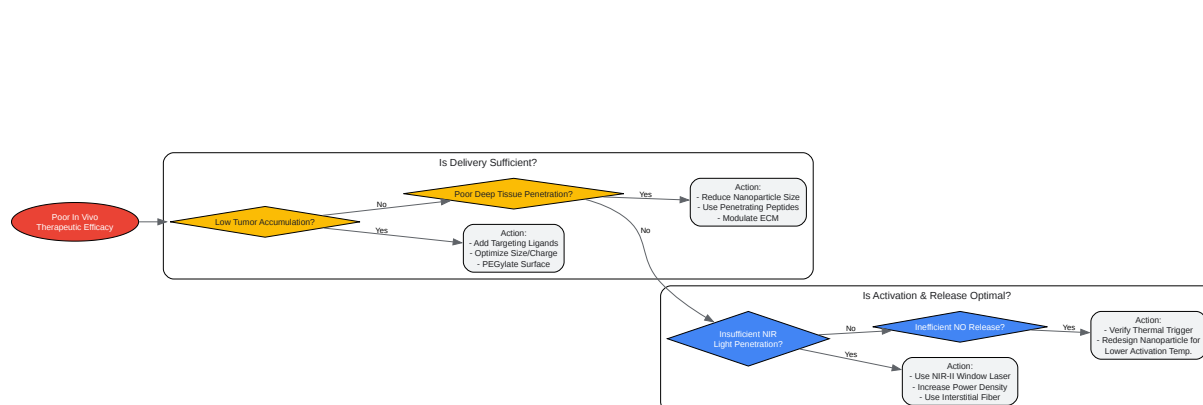 Is Delivery Sufficient?
Poor In Vivo
Therapeutic Efficacy
Low Tumor Accumulation?
No
Yes
Poor Deep Tissue Penetration?
Yes
No
Action:
- Reduce Nanoparticle Size
- Use Penetrating Peptides
- Modulate ECM
Action:
- Add Targeting Ligands
- Optimize Size/Charge
- PEGylate Surface
Is Activation & Release Optimal?
Insufficient NIR
Light Penetration?
No
Yes
Inefficient NO Release?
Yes
Action:
- Verify Thermal Trigger
- Redesign Nanoparticle for
Lower Activation Temp.
Action:
- Use NIR-II Window Laser
- Increase Power Density
- Use Interstitial Fiber